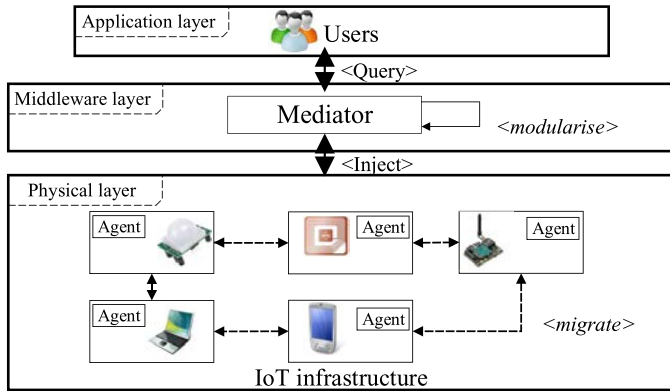 Application layer
Users
<Query>
Middleware layer
Mediator
<modularise>
<Inject>
Physical layer
Agent
Agent
Agent
Agent
Agent
<migrate>
IoT infrastructure